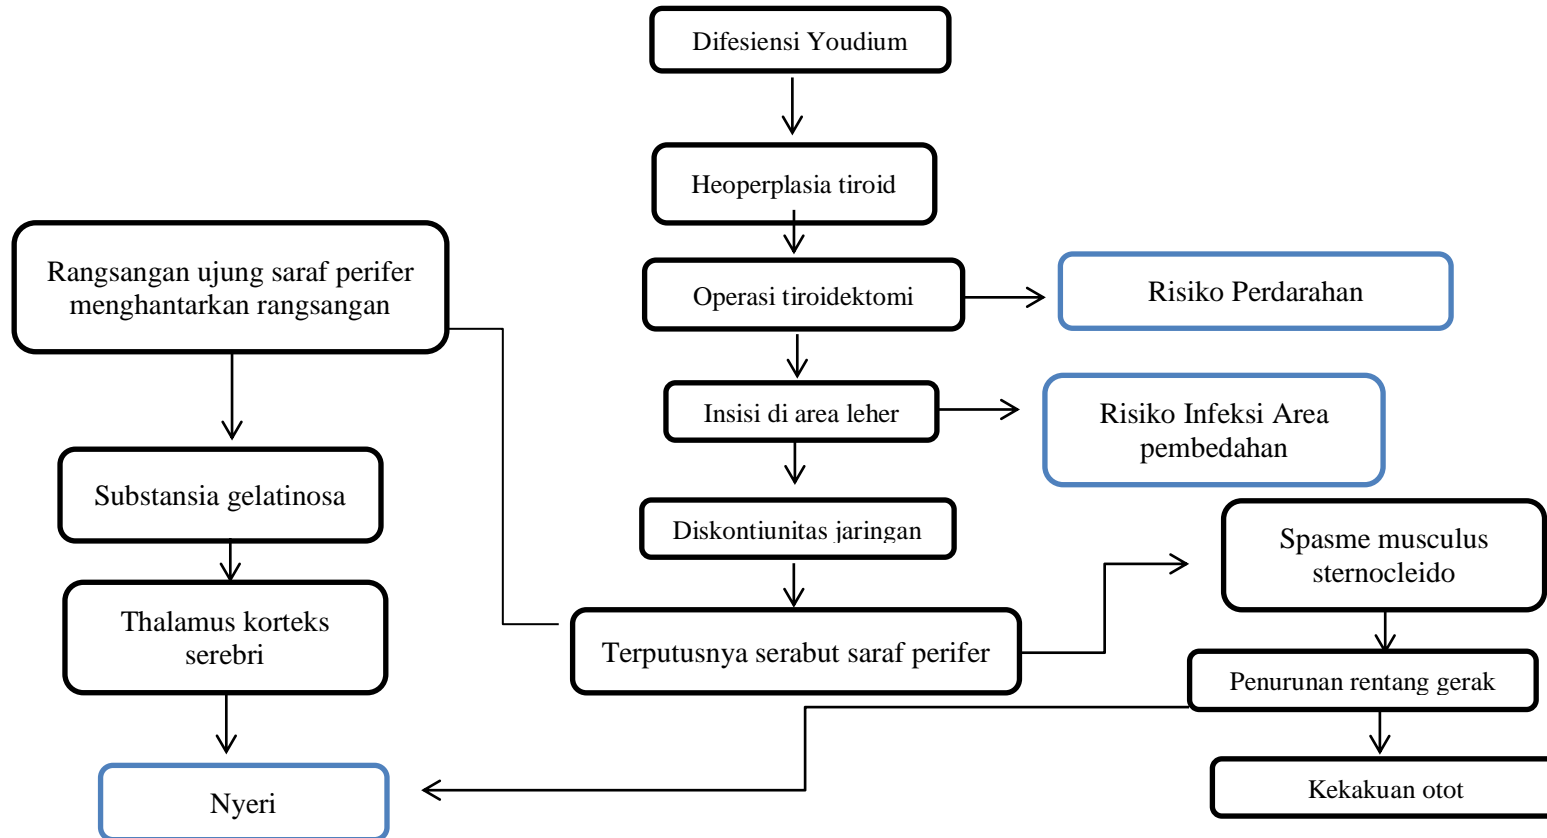 Difesiensi Youdium
Heoperplasia tiroid
Rangsangan ujung saraf perifer
menghantarkan rangsangan
Operasi tiroidektomi
Risiko Perdarahan
Insisi di area leher
Risiko Infeksi Area
pembedahan
Substansia gelatinosa
Diskontiunitas jaringan
Spasme musculus
sternocleido
Thalamus korteks
serebri
Terputusnya serabut saraf perifer
Penurunan rentang gerak
Nyeri
Kekakuan otot